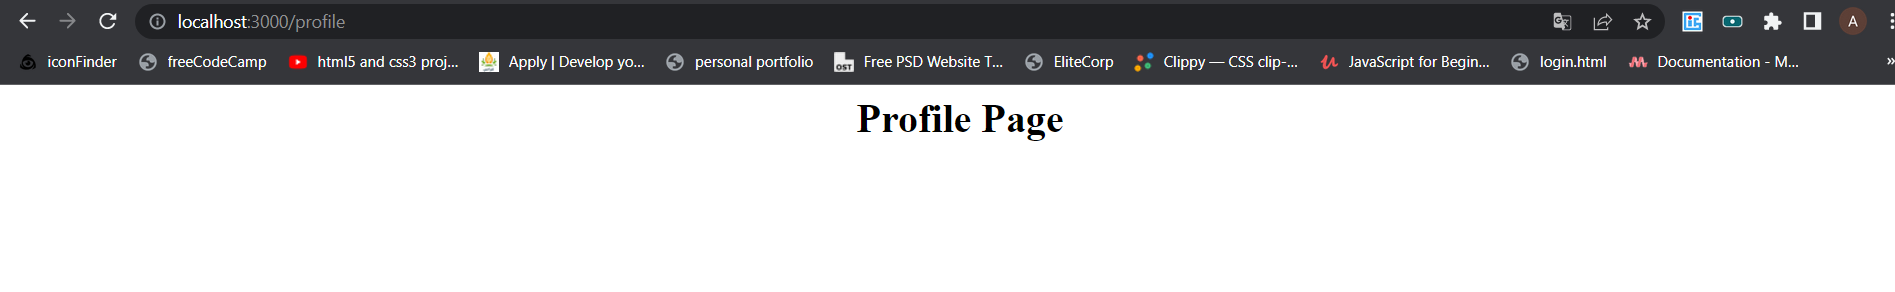 localhost:3000/profile
A
iconFinder
freeCodeCamp
html5 and css3 proj...
Apply | Develop yo...
personal portfolio
OST
Free PSD Website T...
EliteCorp
Clippy — CSS clip-...
JavaScript for Begin...
login.html
Documentation - M...
»
Profile Page